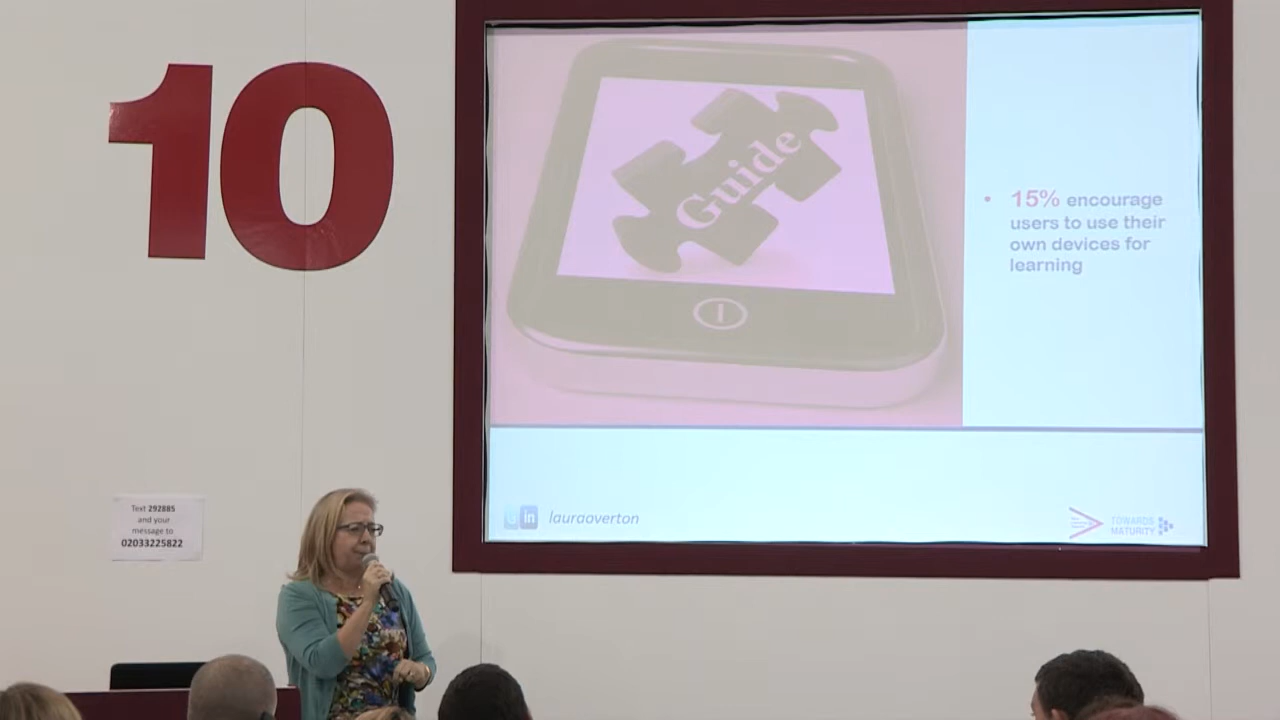 10
Guide
• 15% encourage
users to use their
own devices for
learning
in lauraoverton
TOWARDS
MATURITY
Text 292885
and your
message to
02033225822